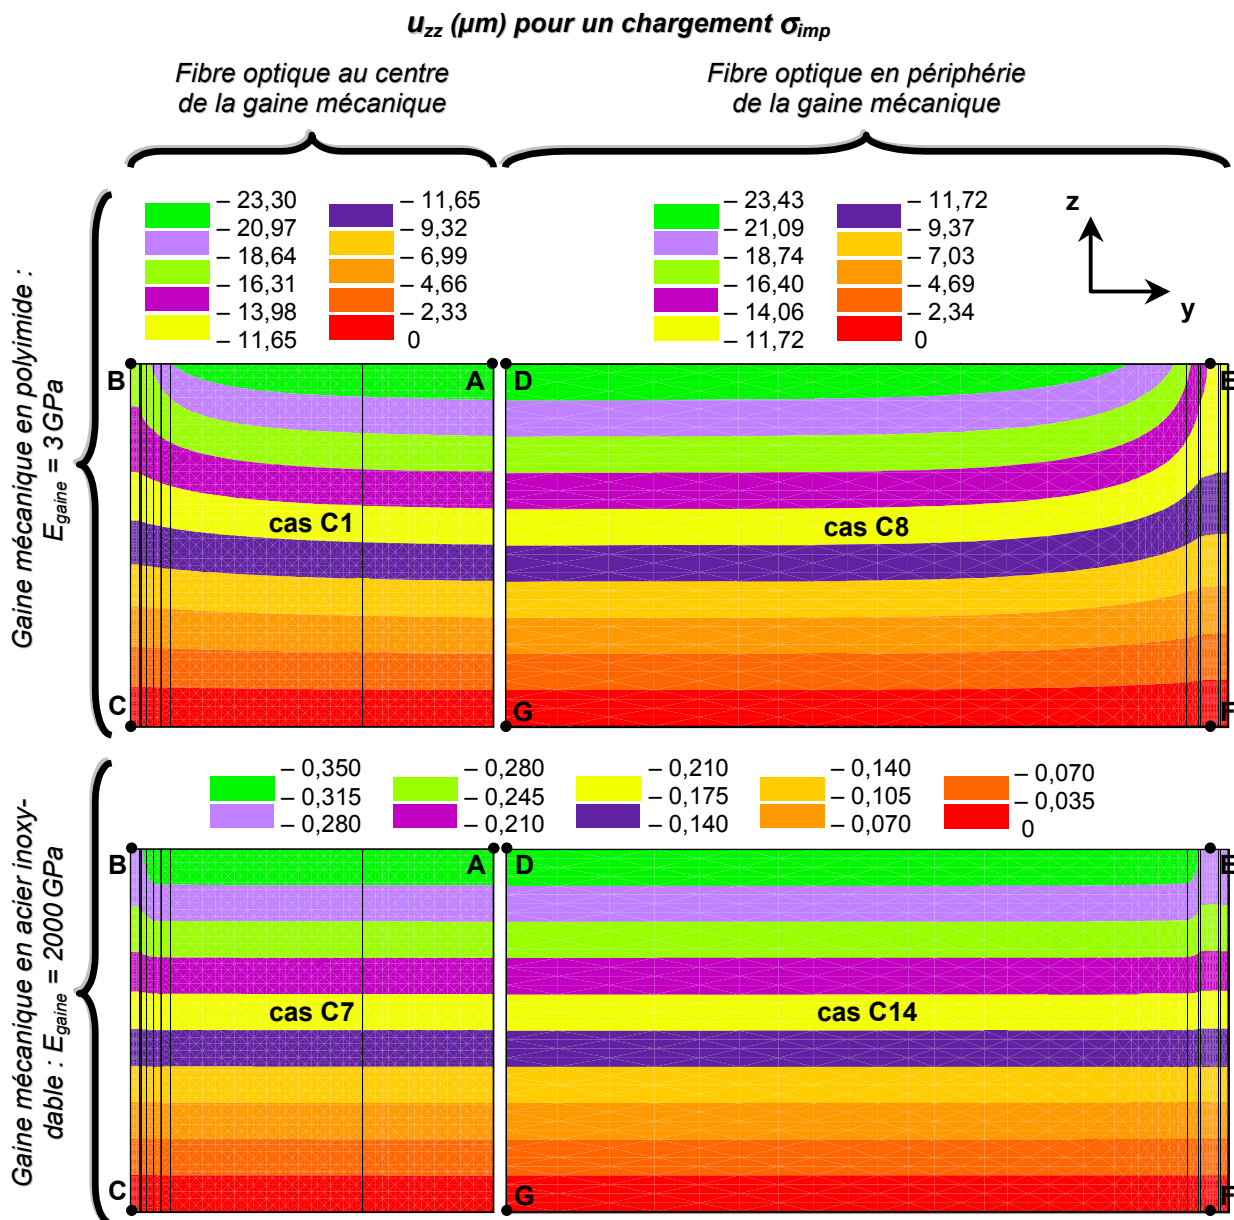 u_zz (µm) pour un chargement σ_imp
Fibre optique au centre
de la gaine mécanique
Fibre optique en périphérie
de la gaine mécanique
Gaine mécanique en polyimide :
E_gaine = 3 GPa
– 23,30
– 20,97
– 18,64
– 16,31
– 13,98
– 11,65
– 11,65
– 9,32
– 6,99
– 4,66
– 2,33
0
– 23,43
– 21,09
– 18,74
– 16,40
– 14,06
– 11,72
– 11,72
– 9,37
– 7,03
– 4,69
– 2,34
0
z
y
B
A
D
E
cas C1
cas C8
C
G
F
Gaine mécanique en acier inoxy-
dable : E_gaine = 2000 GPa
– 0,350
– 0,315
– 0,280
– 0,280
– 0,245
– 0,210
– 0,210
– 0,175
– 0,140
– 0,140
– 0,105
– 0,070
– 0,070
– 0,035
0
B
A
D
E
cas C7
cas C14
C
G
F